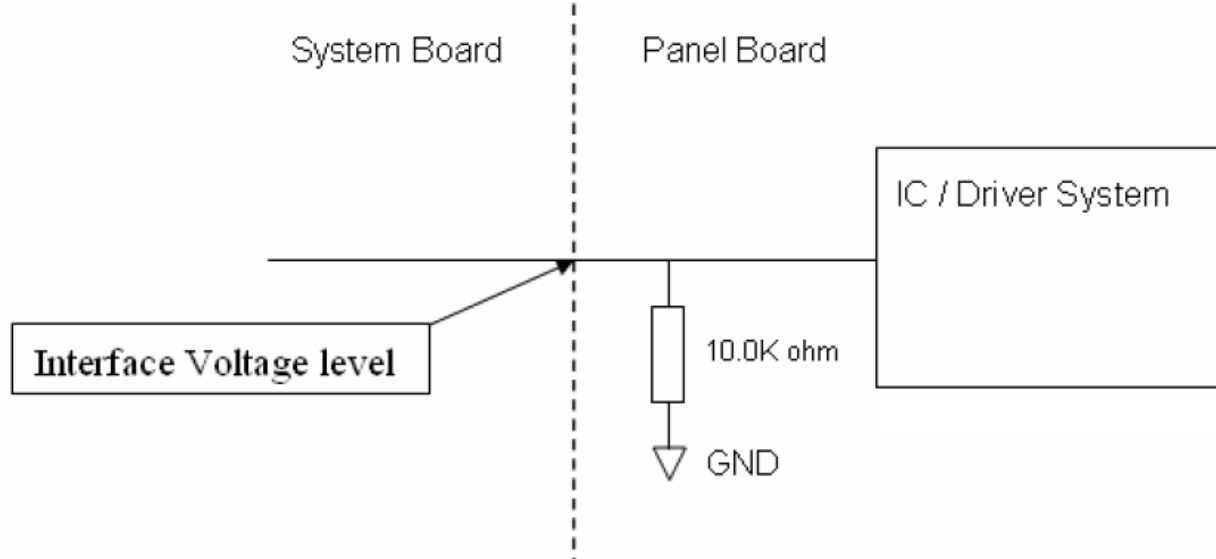 System Board
Panel Board
IC / Driver System
Interface Voltage level
10.0K ohm
GND